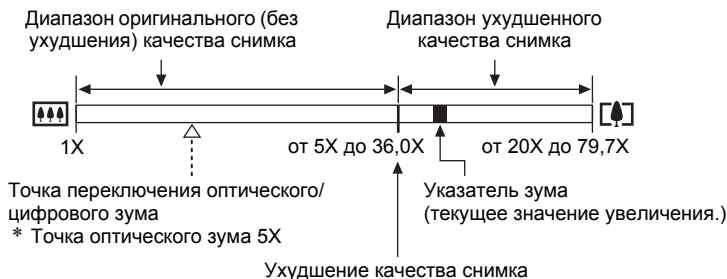 Диапазон оригинального (без
ухудшения) качества снимка
Диапазон ухудшенного
качества снимка
1X
от 5X до 36,0X
от 20X до 79,7X
Точка переключения оптического/
цифрового зума
* Точка оптического зума 5X
Указатель зума
(текущее значение увеличения.)
Ухудшение качества снимка